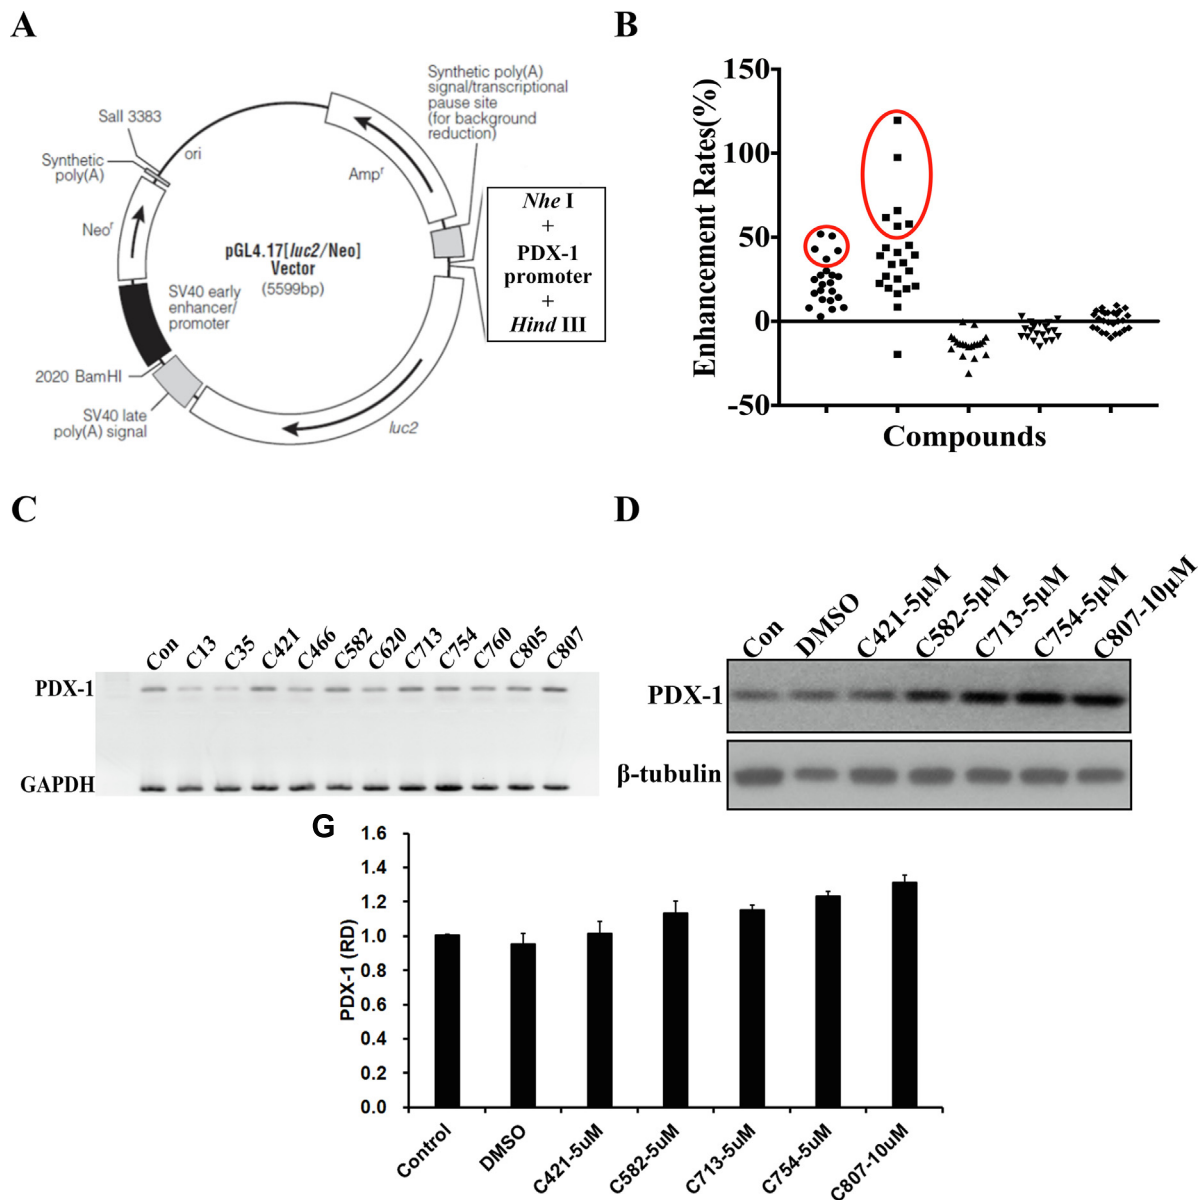 A
Synthetic poly(A)
signal/transcriptional
pause site
(for background
reduction)
SalI 3383
Synthetic
poly(A)
ori
Ampʳ
Neoʳ
Nhe I
+
PDX-1
promoter
+
Hind III
pGL4.17[luc2/Neo]
Vector
(5599bp)
SV40 early
enhancer/
promoter
2020 BamHI
SV40 late
poly(A) signal
luc2
B
Enhancement Rates(%)
150
100
50
0
-50
Compounds
C
Con
C13
C35
C421
C466
C582
C620
C713
C754
C760
C805
C807
PDX-1
GAPDH
D
Con
DMSO
C421-5μM
C582-5μM
C713-5μM
C754-5μM
C807-10μM
PDX-1
β-tubulin
G
PDX-1 (RD)
1.6
1.4
1.2
1.0
0.8
0.6
0.4
0.2
0.0
Control
DMSO
C421-5uM
C582-5uM
C713-5uM
C754-5uM
C807-10uM